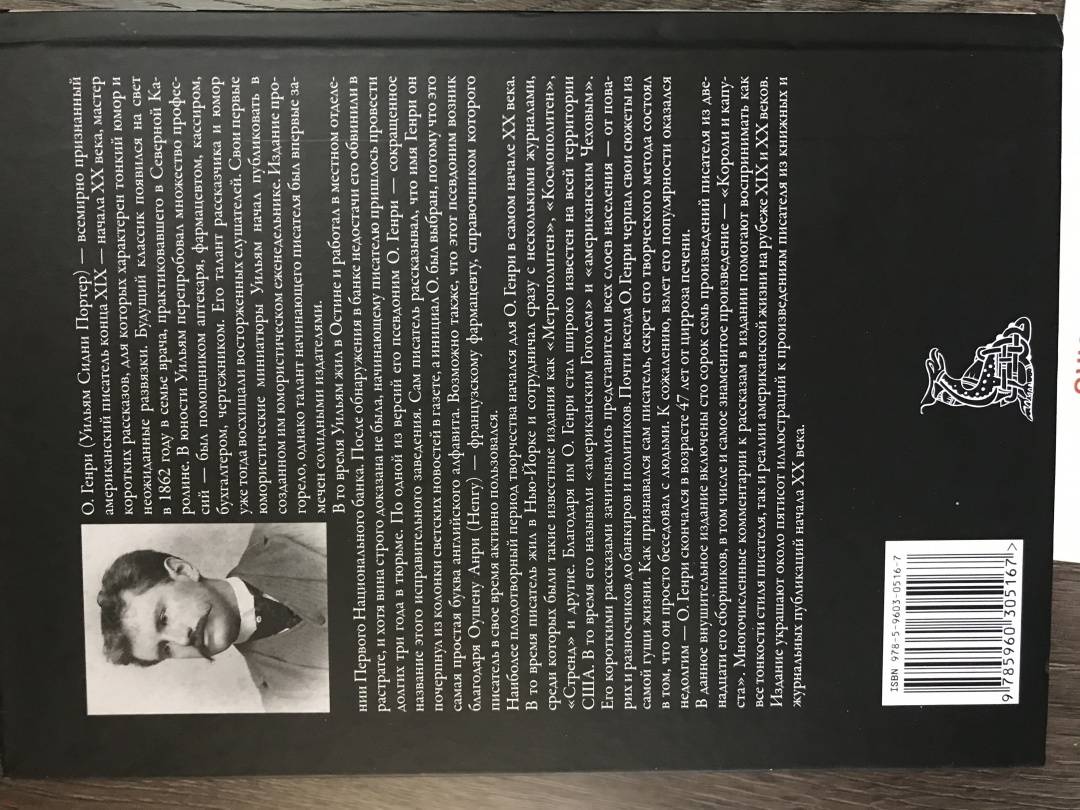 О. Генри (Уильям Сидни Портер) — всемирно признанный
американский писатель конца XIX — начала XX века, мастер
коротких рассказов, для которых характерен тонкий юмор и
неожиданные развязки. Будущий классик появился на свет
в 1862 году в семье врача, практиковавшего в Северной Ка-
ролине. В юности Уильям перепробовал множество профес-
сий — был помощником аптекаря, фармацевтом, кассиром,
бухгалтером, чертежником. Его талант рассказчика и юмор
уже тогда восхищали восторженных слушателей. Свои первые
юмористические миниатюры Уильям начал публиковать в
созданном им юмористическом еженедельнике. Издание про-
горело, однако талант начинающего писателя был впервые за-
мечен солидными издателями.
В то время Уильям жил в Остине и работал в местном отделе-
нии Первого Национального банка. После обнаружения в банке недостачи его обвинили в
растрате, и хотя вина строго доказана не была, начинающему писателю пришлось провести
долгих три года в тюрьме. По одной из версий его псевдоним О. Генри — сокращенное
название этого исправительного заведения. Сам писатель рассказывал, что имя Генри он
почерпнул из колонки светских новостей в газете, а инициал О. был выбран, потому что это
самая простая буква английского алфавита. Возможно также, что этот псевдоним возник
благодаря Оушену Анри (Henry) — французскому фармацевту, справочником которого
писатель в свое время активно пользовался.
Наиболее плодотворный период творчества начался для О. Генри в самом начале XX века.
В то время писатель жил в Нью-Йорке и сотрудничал сразу с несколькими журналами,
среди которых были такие известные издания как «Метрополитен», «Космополитен»,
«Стренд» и другие. Благодаря им О. Генри стал широко известен на всей территории
США. В то время его называли «американским Гоголем» и «американским Чеховым».
Его короткими рассказами зачитывались представители всех слоев населения — от пова-
рих и разносчиков до банкиров и политиков. Почти всегда О. Генри черпал свои сюжеты из
самой гущи жизни. Как признавался сам писатель, секрет его творческого метода состоял
в том, что он просто беседовал с людьми. К сожалению, взлет его популярности оказался
недолгим — О. Генри скончался в возрасте 47 лет от цирроза печени.
В данное внушительное издание включены сто сорок семь произведений писателя из две-
надцати его сборников, в том числе и самое знаменитое произведение — «Короли и капу-
ста». Многочисленные комментарии к рассказам в издании помогают воспринимать как
все тонкости стиля писателя, так и реалии американской жизни на рубеже XIX и XX веков.
Издание украшают около пятисот иллюстраций к произведениям писателя из книжных и
журнальных публикаций начала XX века.
ISBN 978-5-9603-0516-7
9 785960 305167 >